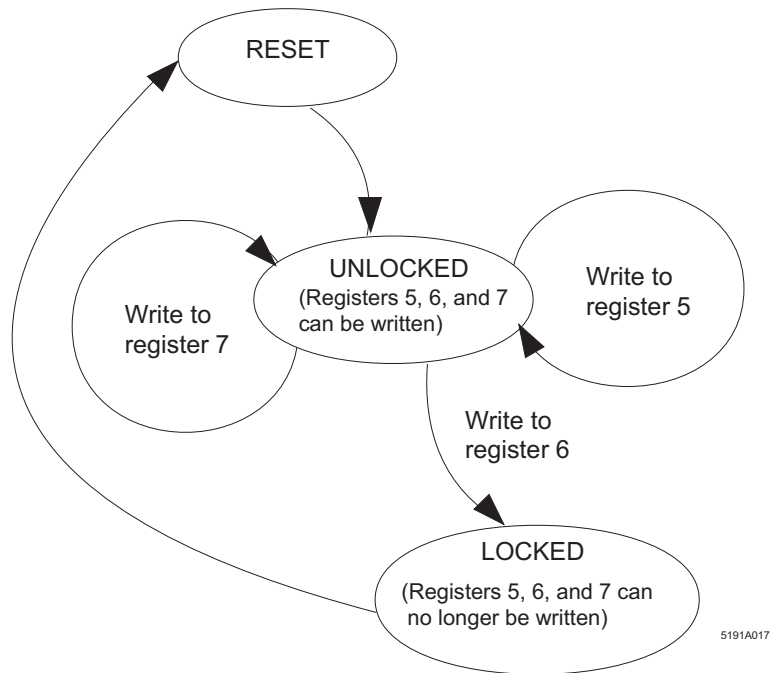 RESET
UNLOCKED
(Registers 5, 6, and 7
can be written)
Write to
register 5
Write to
register 7
Write to
register 6
LOCKED
(Registers 5, 6, and 7 can
no longer be written)
5191A017